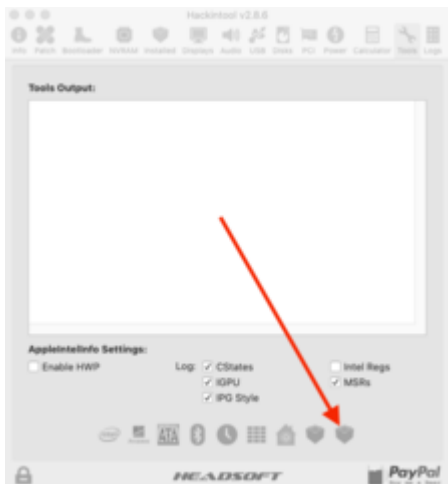 Hackintool v2.8.6
Info Patch Bootloader NVRAM Installed Displays Audio USB Disks PCI Power Calculator Tools Logs
Tools Output:
AppleIntelInfo Settings:
Enable HWP Log: CStates Intel Regs
IGPU MSRs
IPG Style
ATA
HEADSOFT PayPal